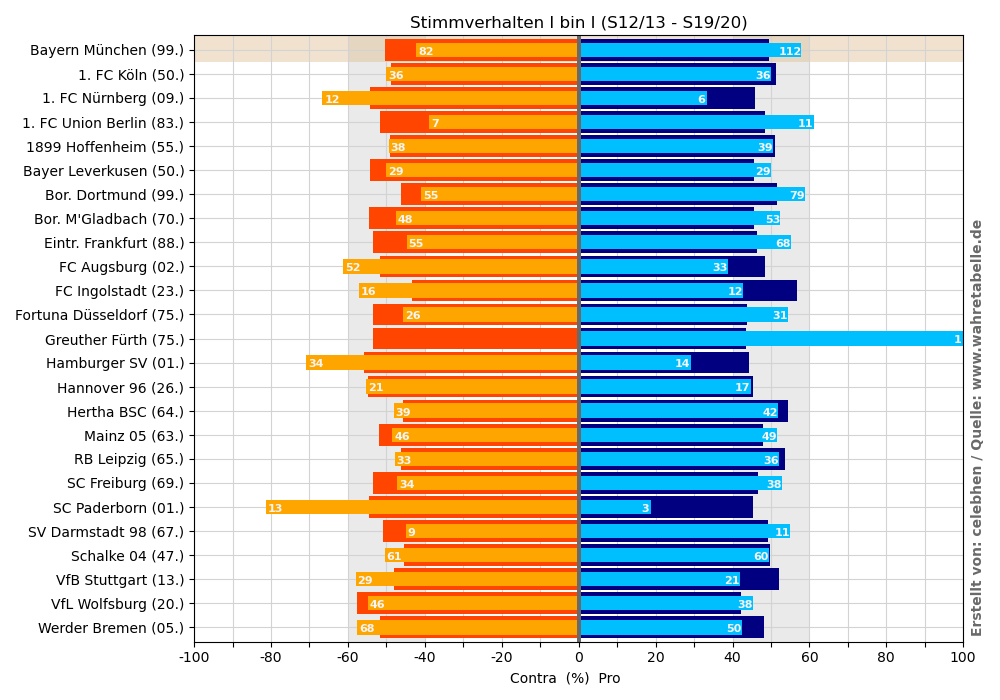 Stimmverhalten I bin I (S12/13 - S19/20)
Bayern München (99.) 82 112
1. FC Köln (50.) 36 36
1. FC Nürnberg (09.) 12 6
1. FC Union Berlin (83.) 7 11
1899 Hoffenheim (55.) 38 39
Bayer Leverkusen (50.) 29 29
Bor. Dortmund (99.) 55 79
Bor. M'Gladbach (70.) 48 53
Eintr. Frankfurt (88.) 55 68
FC Augsburg (02.) 52 33
FC Ingolstadt (23.) 16 12
Fortuna Düsseldorf (75.) 26 31
Greuther Fürth (75.) 1
Hamburger SV (01.) 34 14
Hannover 96 (26.) 21 17
Hertha BSC (64.) 39 42
Mainz 05 (63.) 46 49
RB Leipzig (65.) 33 36
SC Freiburg (69.) 34 38
SC Paderborn (01.) 13 3
SV Darmstadt 98 (67.) 9 11
Schalke 04 (47.) 61 60
VfB Stuttgart (13.) 29 21
VfL Wolfsburg (20.) 46 38
Werder Bremen (05.) 68 50
-100 -80 -60 -40 -20 0 20 40 60 80 100
Contra (%) Pro
Erstellt von: celebhen / Quelle: www.wahretabelle.de